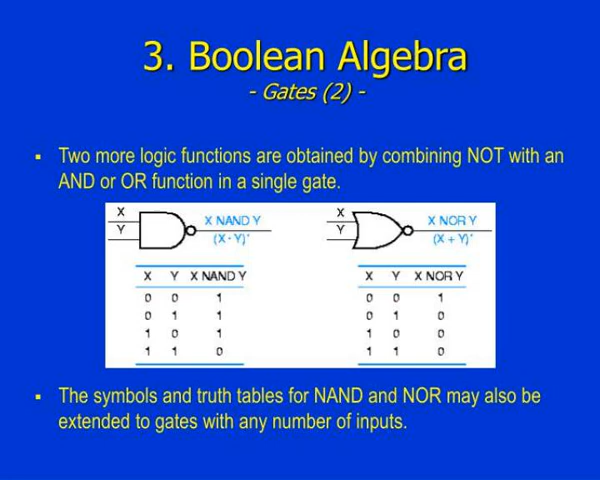 3. Boolean Algebra
- Gates (2) -
▪ Two more logic functions are obtained by combining NOT with an
AND or OR function in a single gate.
X
Y
X NAND Y
(X · Y)'
X
Y
X NOR Y
(X + Y)'
X Y X NAND Y
0 0 1
0 1 1
1 0 1
1 1 0
X Y X NOR Y
0 0 1
0 1 0
1 0 0
1 1 0
▪ The symbols and truth tables for NAND and NOR may also be
extended to gates with any number of inputs.